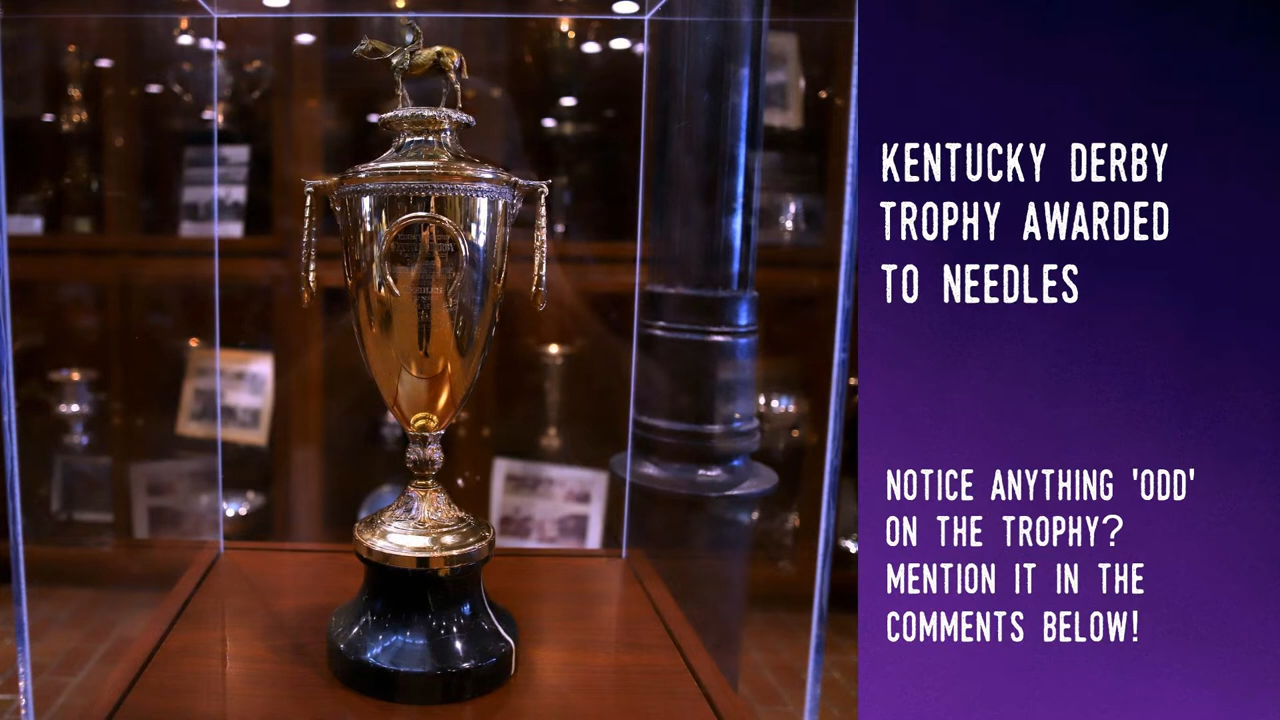 KENTUCKY DERBY
TROPHY AWARDED
TO NEEDLES
NOTICE ANYTHING 'ODD'
ON THE TROPHY?
MENTION IT IN THE
COMMENTS BELOW!